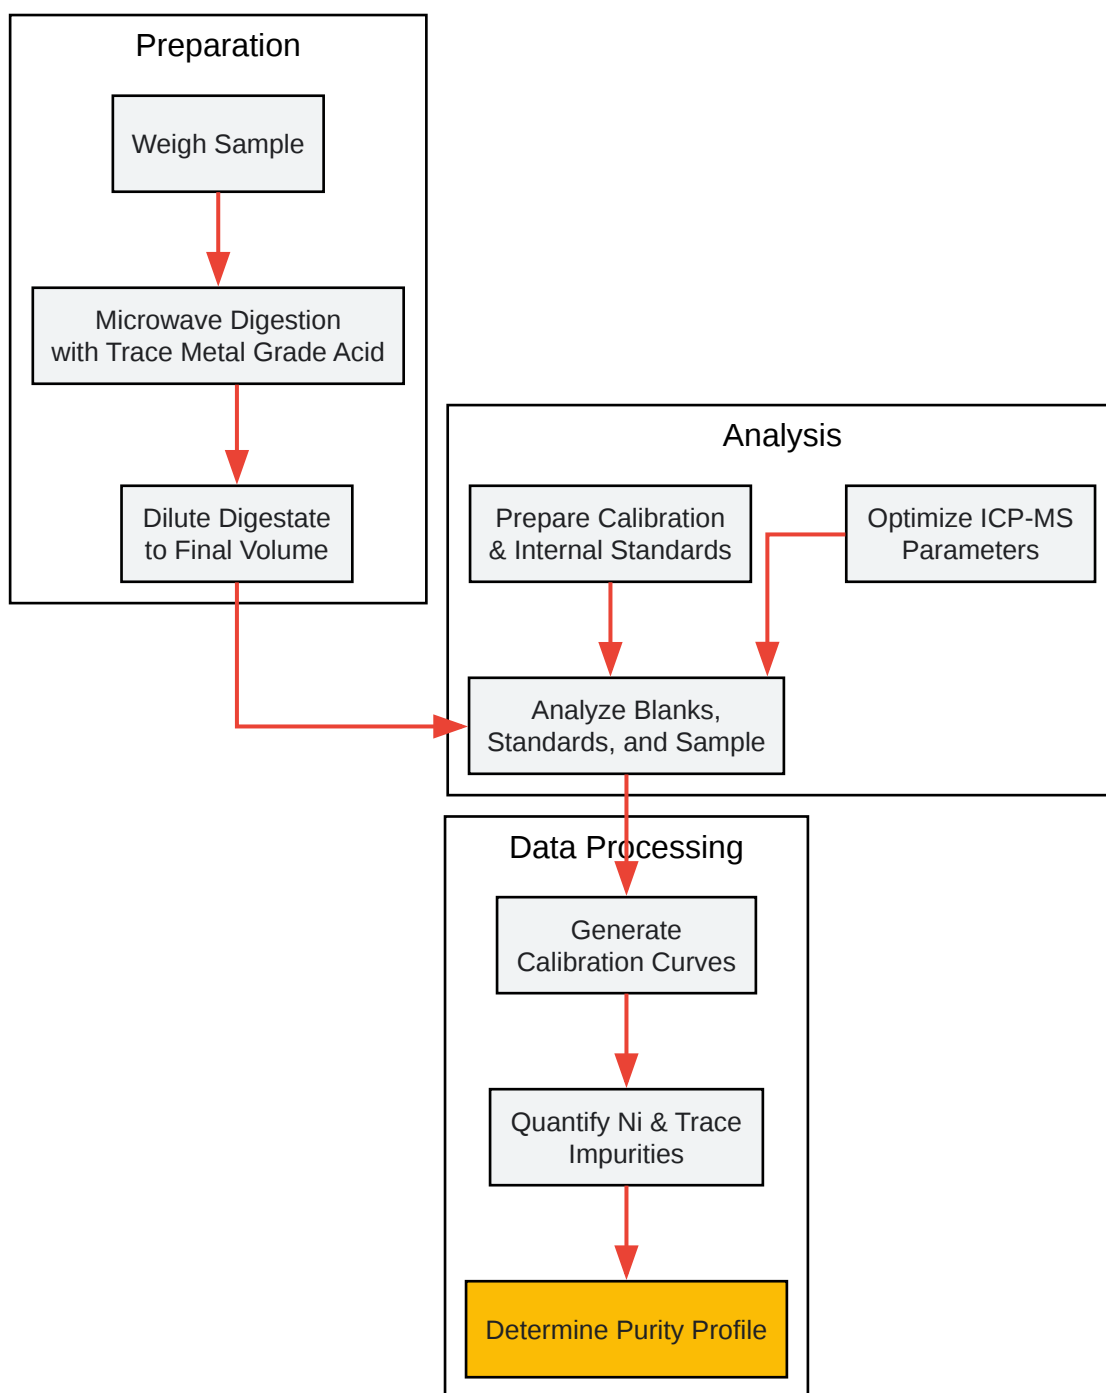 Preparation
Weigh Sample
Microwave Digestion
with Trace Metal Grade Acid
Dilute Digestate
to Final Volume
Analysis
Prepare Calibration
& Internal Standards
Optimize ICP-MS
Parameters
Analyze Blanks,
Standards, and Sample
Data Processing
Generate
Calibration Curves
Quantify Ni & Trace
Impurities
Determine Purity Profile